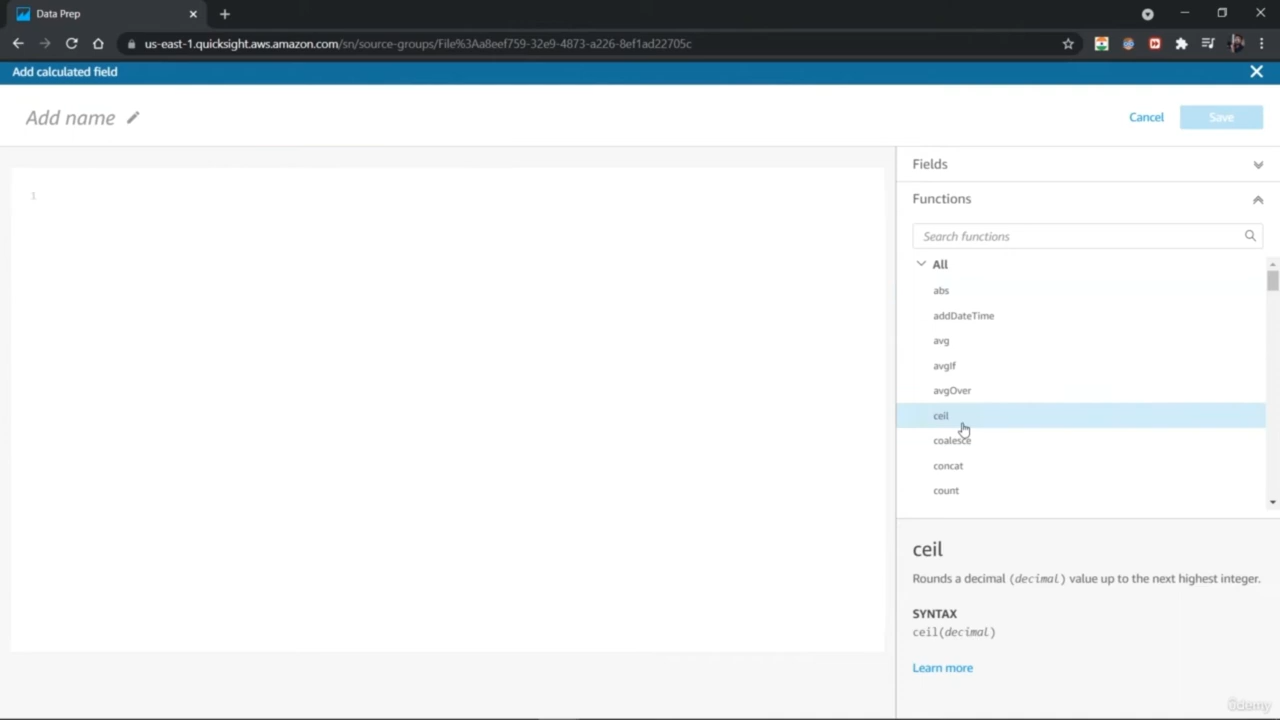 Data Prep
us-east-1.quicksight.aws.amazon.com/sn/source-groups/File%3Aa8eef759-32e9-4873-a226-8ef1ad22705c
Add calculated field
Add name
Cancel
Save
1
Fields
Functions
Search functions
All
abs
addDateTime
avg
avgIf
avgOver
ceil
coalesce
concat
count
ceil
Rounds a decimal (decimal) value up to the next highest integer.
SYNTAX
ceil(decimal)
Learn more
ûdemy